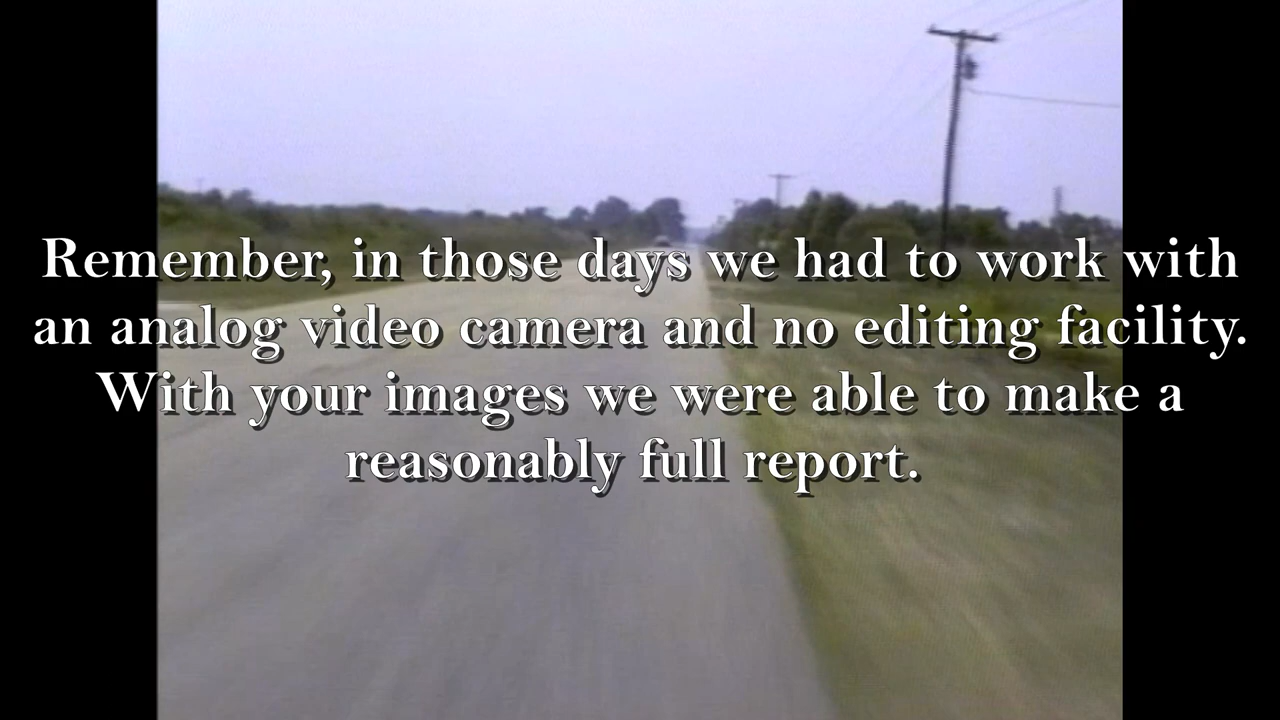 Remember, in those days we had to work with
an analog video camera and no editing facility.
With your images we were able to make a
reasonably full report.